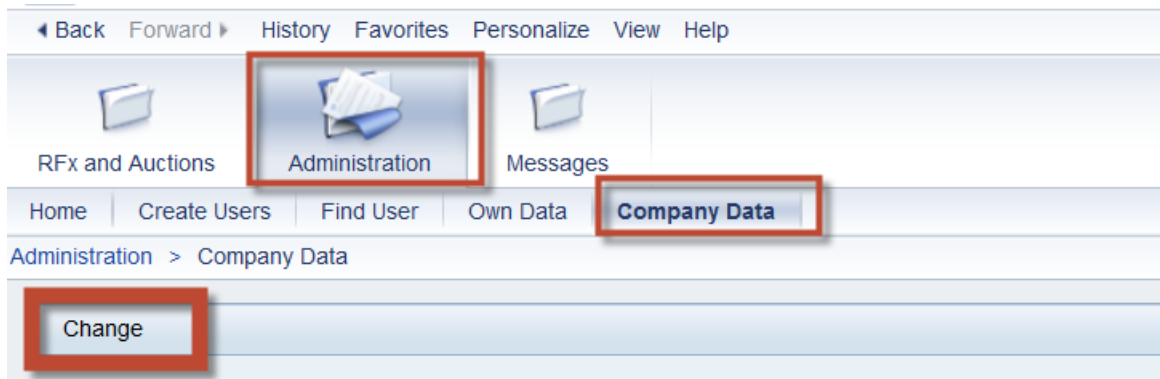 Back Forward History Favorites Personalize View Help
RFx and Auctions Administration Messages
Home Create Users Find User Own Data Company Data
Administration > Company Data
Change